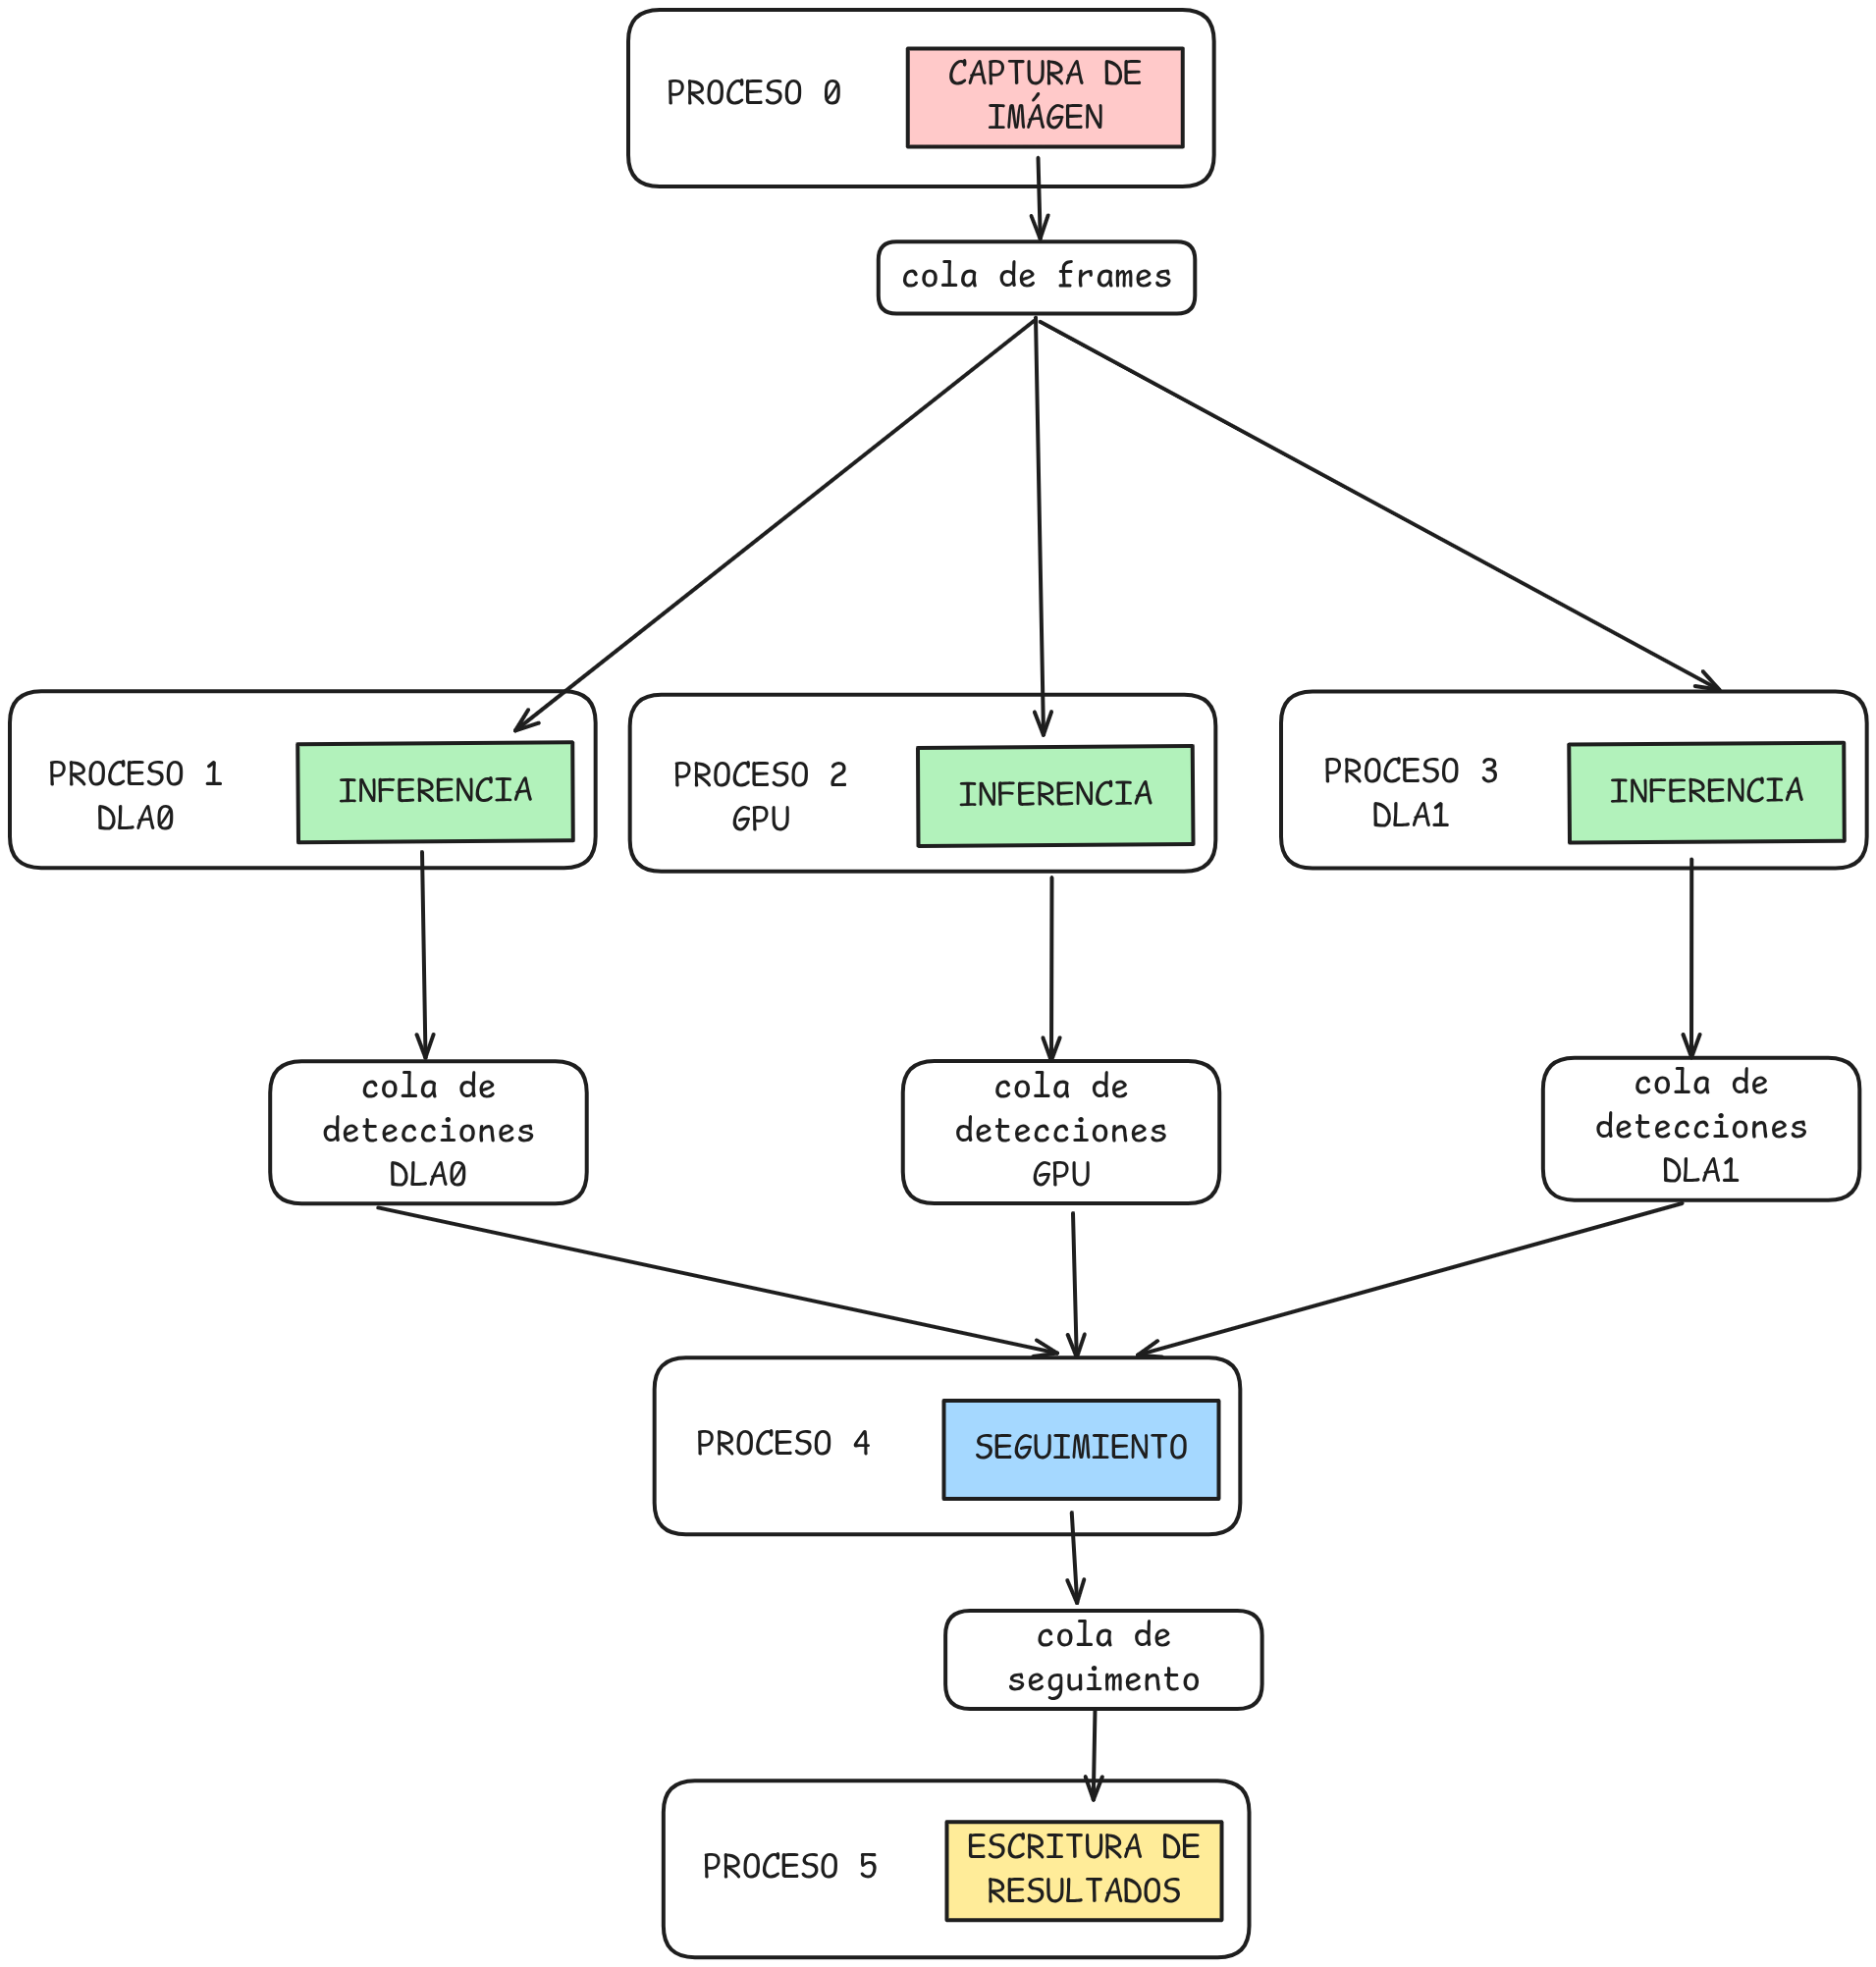 PROCESO 0
CAPTURA DE
IMÁGEN
cola de frames
PROCESO 1
DLA0
INFERENCIA
PROCESO 2
GPU
INFERENCIA
PROCESO 3
DLA1
INFERENCIA
cola de
detecciones
DLA0
cola de
detecciones
GPU
cola de
detecciones
DLA1
PROCESO 4
SEGUIMIENTO
cola de
seguimento
PROCESO 5
ESCRITURA DE
RESULTADOS